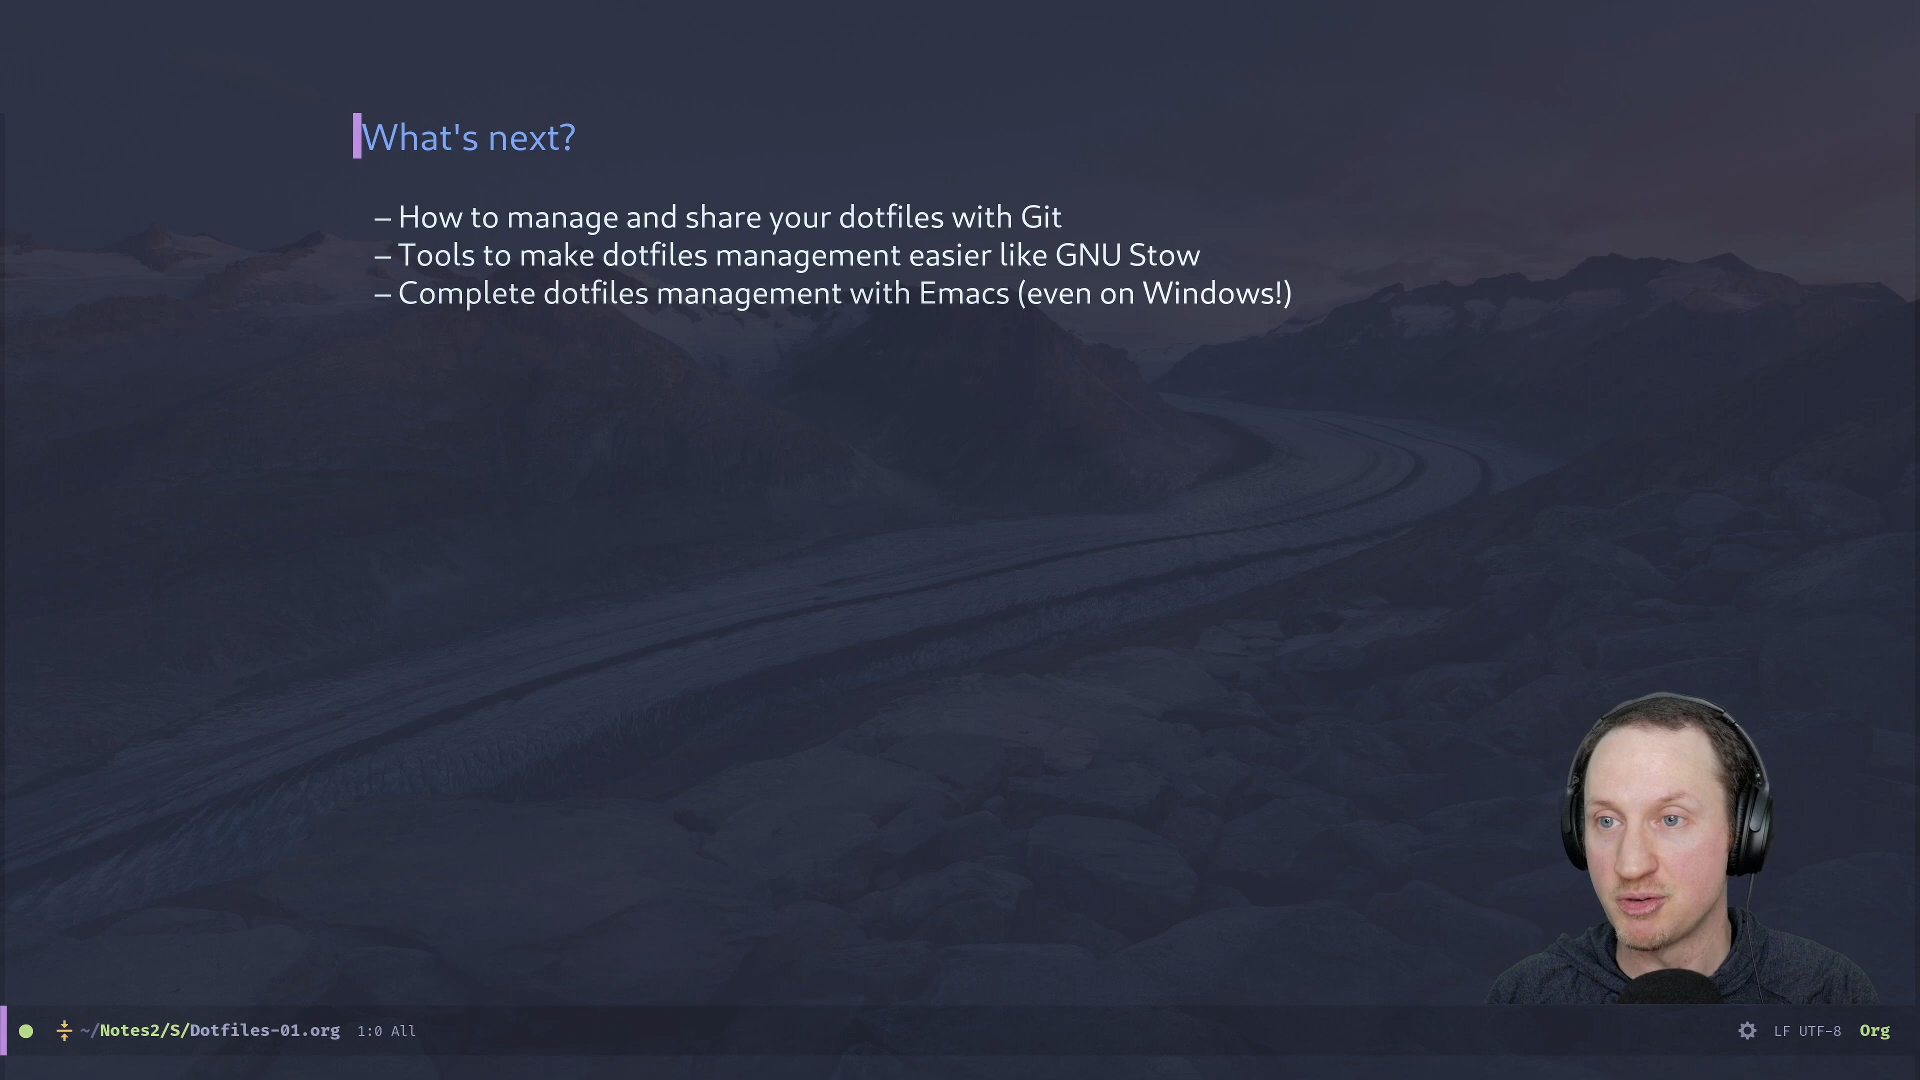 What's next?
– How to manage and share your dotfiles with Git
– Tools to make dotfiles management easier like GNU Stow
– Complete dotfiles management with Emacs (even on Windows!)
~/Notes2/S/Dotfiles-01.org 1:0 All LF UTF-8 Org